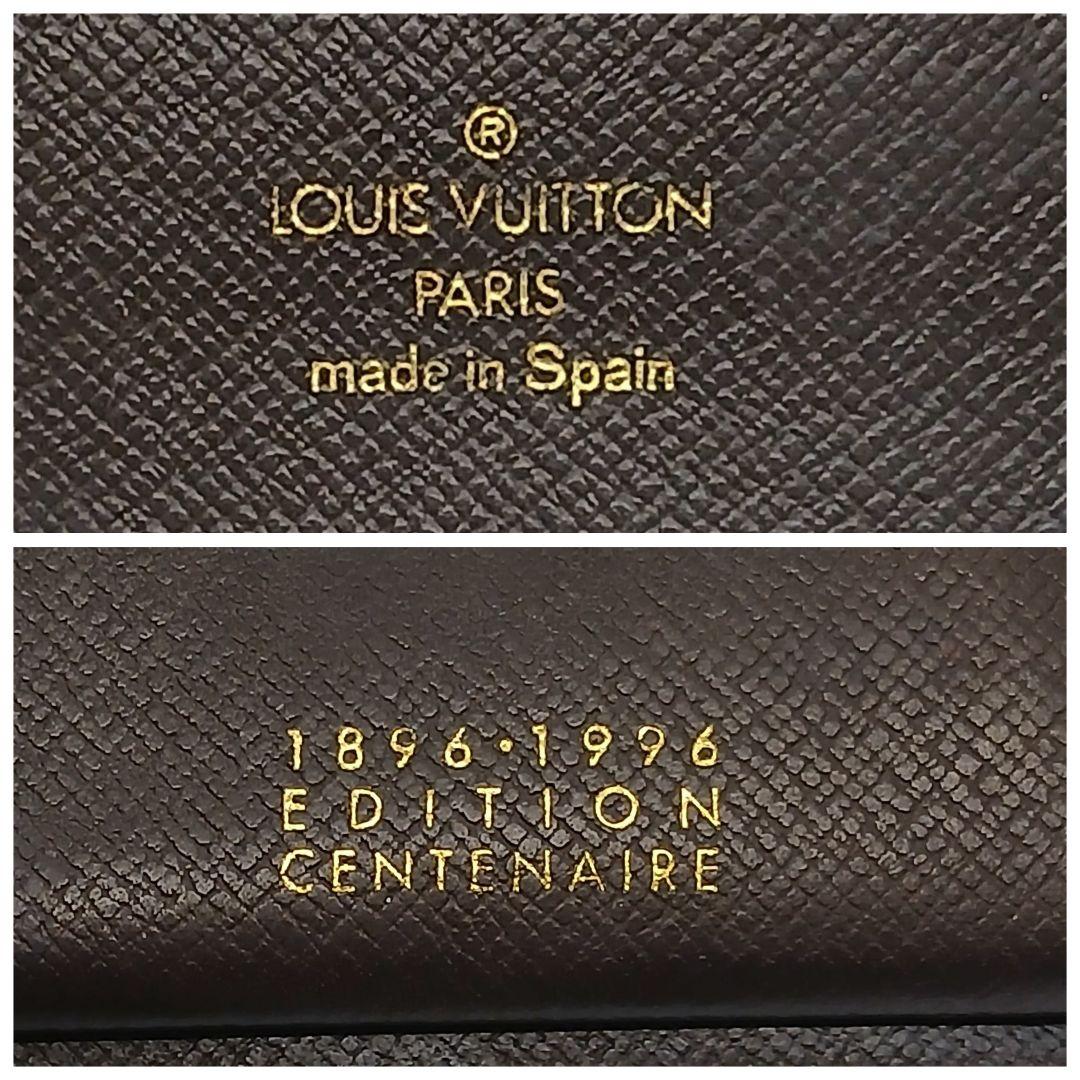 ®
LOUIS VUITTON
PARIS
made in Spain
1896·1996
EDITION
CENTENAIRE